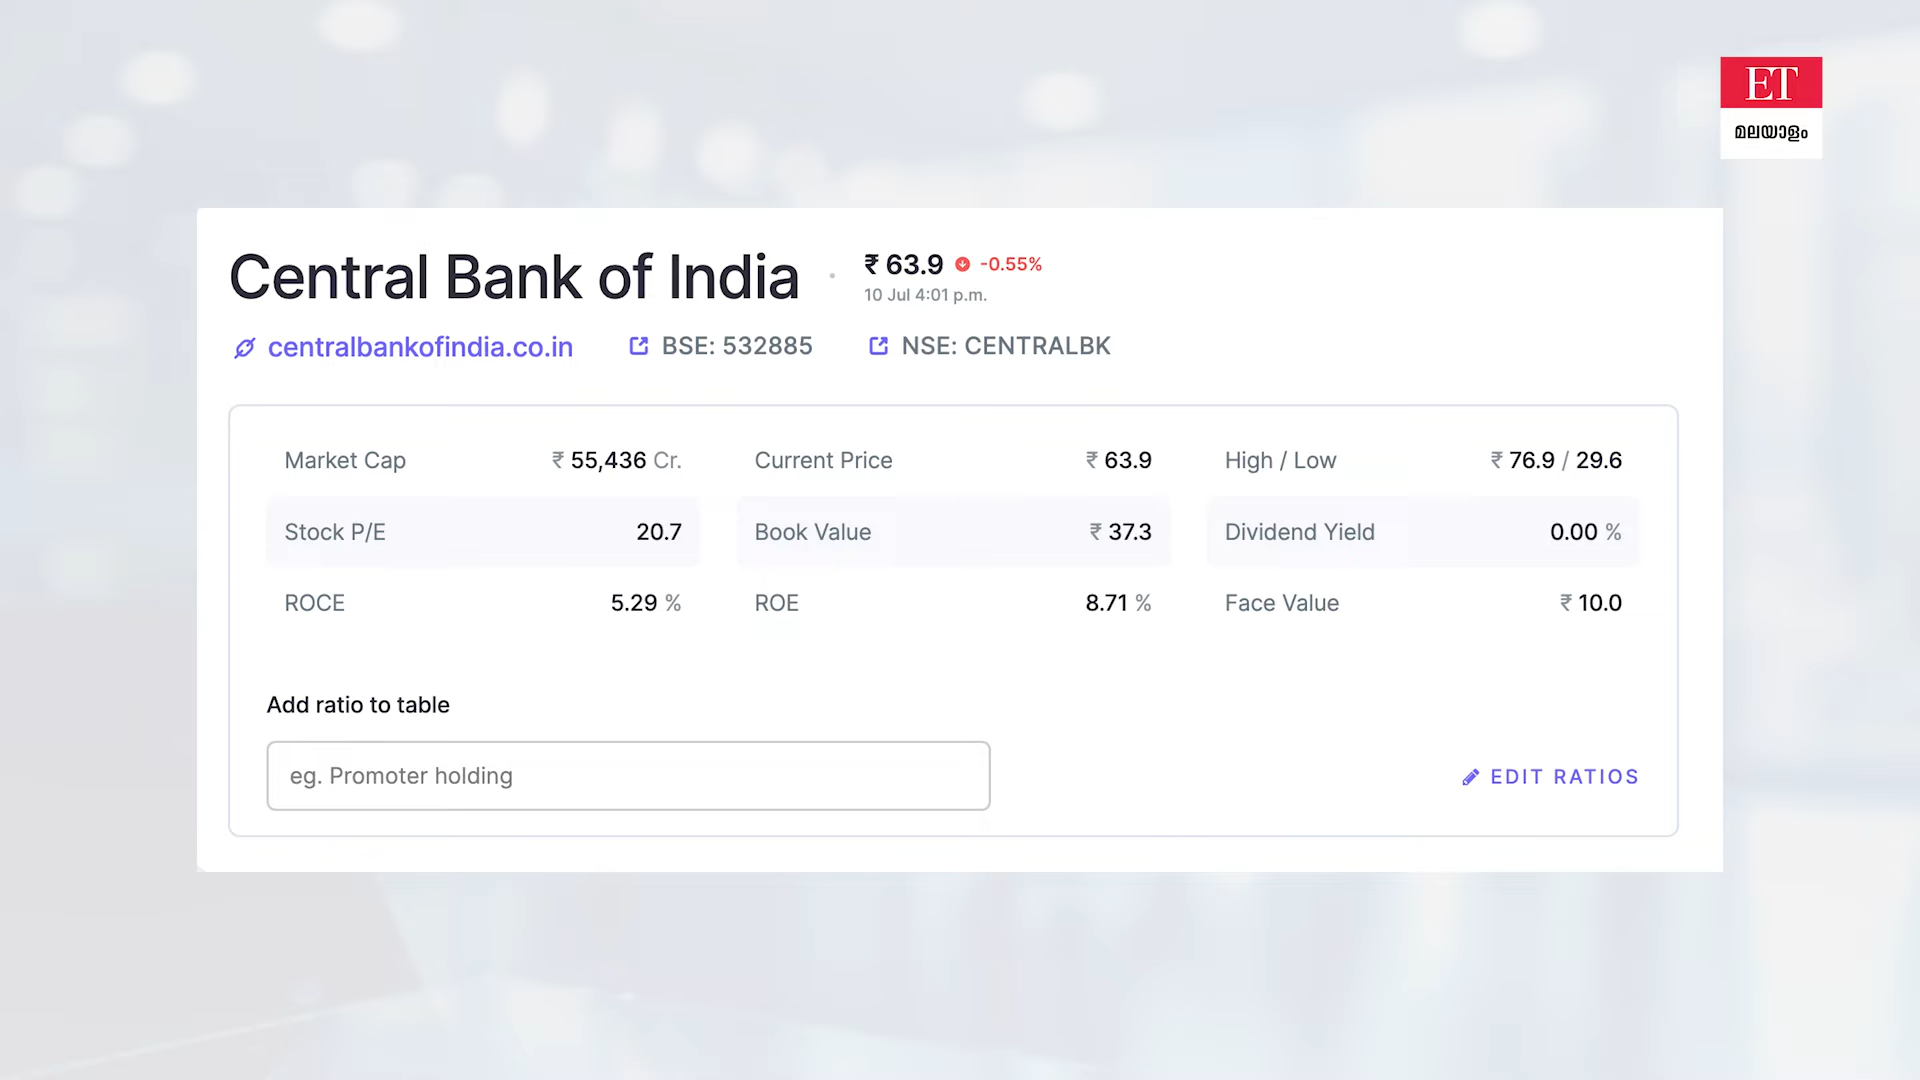 ET
മലയാളം
Central Bank of India
₹ 63.9 -0.55%
10 Jul 4:01 p.m.
centralbankofindia.co.in BSE: 532885 NSE: CENTRALBK
Market Cap ₹ 55,436 Cr. Current Price ₹ 63.9 High / Low ₹ 76.9 / 29.6
Stock P/E 20.7 Book Value ₹ 37.3 Dividend Yield 0.00 %
ROCE 5.29 % ROE 8.71 % Face Value ₹ 10.0
Add ratio to table
eg. Promoter holding EDIT RATIOS